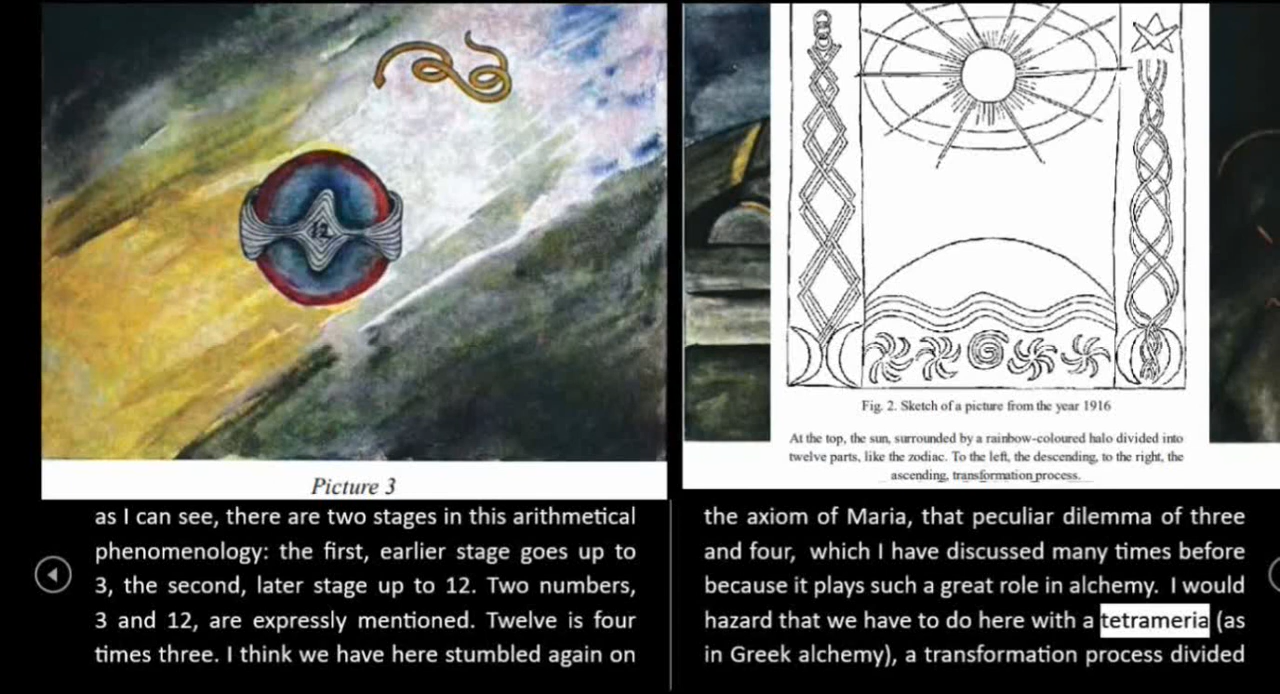 12
Picture 3
as I can see, there are two stages in this arithmetical
phenomenology: the first, earlier stage goes up to
3, the second, later stage up to 12. Two numbers,
3 and 12, are expressly mentioned. Twelve is four
times three. I think we have here stumbled again on
Fig. 2. Sketch of a picture from the year 1916
At the top, the sun, surrounded by a rainbow-coloured halo divided into
twelve parts, like the zodiac. To the left, the descending, to the right, the
ascending, transformation process.
the axiom of Maria, that peculiar dilemma of three
and four, which I have discussed many times before
because it plays such a great role in alchemy. I would
hazard that we have to do here with a tetrameria (as
in Greek alchemy), a transformation process divided